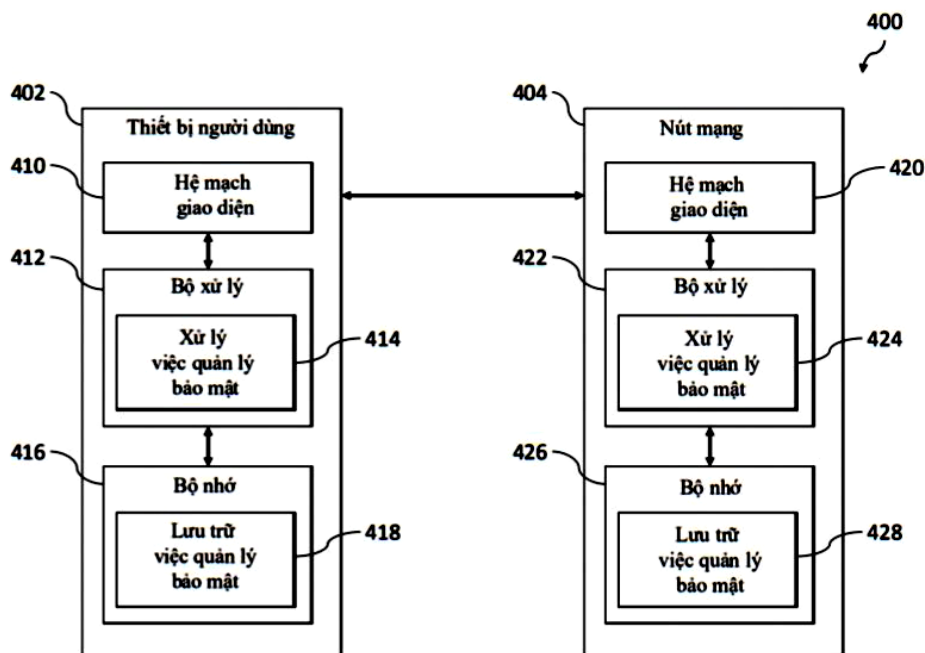 400
402
Thiết bị người dùng
410
Hệ mạch
giao diện
412
Bộ xử lý
Xử lý
việc quản lý
bảo mật
414
416
Bộ nhớ
Lưu trữ
việc quản lý
bảo mật
418
404
Nút mạng
Hệ mạch
giao diện
420
422
Bộ xử lý
Xử lý
việc quản lý
bảo mật
424
426
Bộ nhớ
Lưu trữ
việc quản lý
bảo mật
428